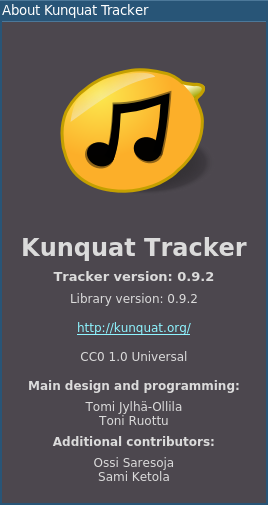 About Kunquat Tracker
Kunquat Tracker
Tracker version: 0.9.2
Library version: 0.9.2
http://kunquat.org/
CC0 1.0 Universal
Main design and programming:
Tomi Jylhä-Ollila
Toni Ruottu
Additional contributors:
Ossi Saresoja
Sami Ketola